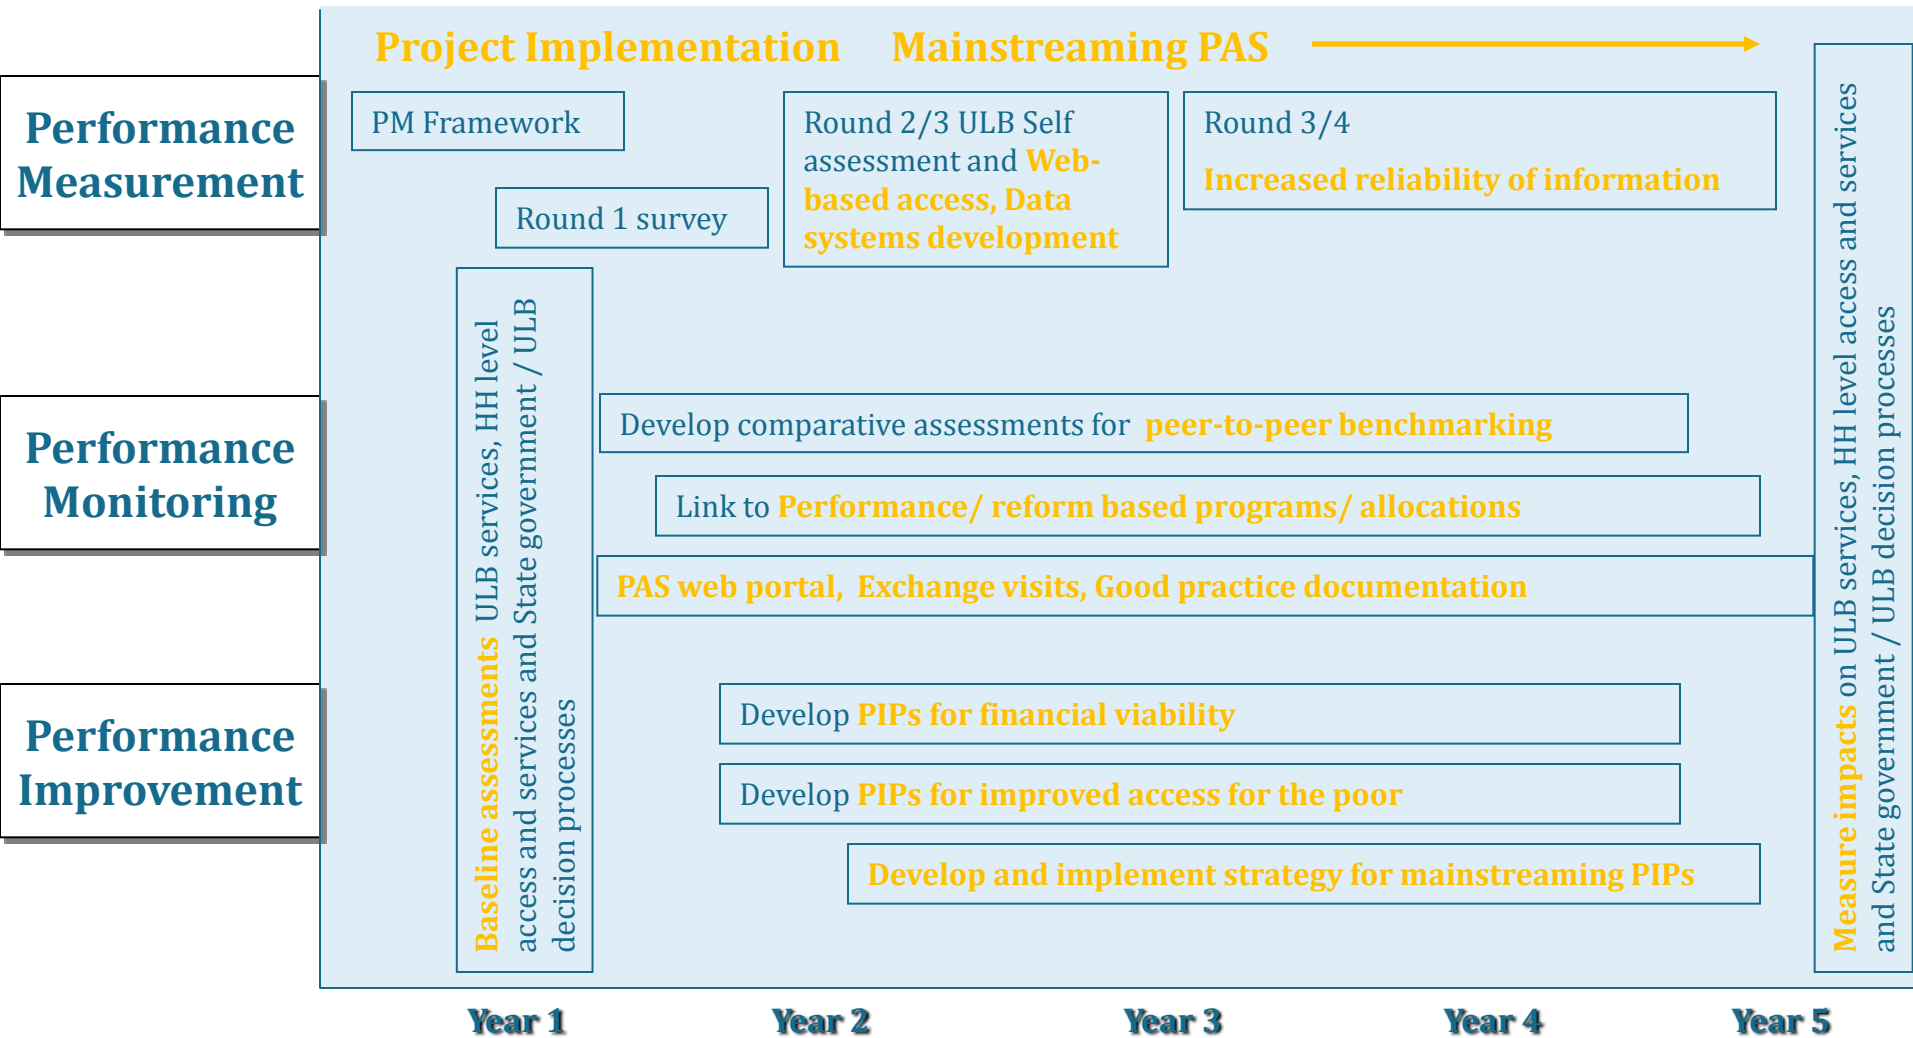 Project Implementation Mainstreaming PAS
Performance
Measurement
PM Framework
Round 1 survey
Round 2/3 ULB Self
assessment and Web-
based access, Data
systems development
Round 3/4
Increased reliability of information
Baseline assessments ULB services, HH level
access and services and State government / ULB
decision processes
Performance
Monitoring
Develop comparative assessments for peer-to-peer benchmarking
Link to Performance/ reform based programs/ allocations
PAS web portal, Exchange visits, Good practice documentation
Performance
Improvement
Develop PIPs for financial viability
Develop PIPs for improved access for the poor
Develop and implement strategy for mainstreaming PIPs
Measure impacts on ULB services, HH level access and services
and State government / ULB decision processes
Year 1 Year 2 Year 3 Year 4 Year 5